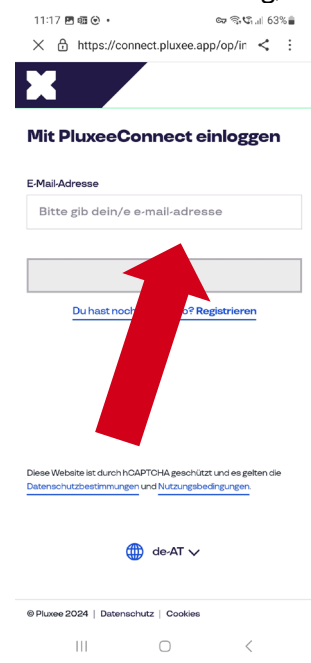 11:17
63%
https://connect.pluxee.app/op/ir
Mit PluxeeConnect einloggen
E-Mail-Adresse
Bitte gib dein/e e-mail-adresse
Du hast noch ? Registrieren
Diese Website ist durch hCAPTCHA geschützt und es gelten die
Datenschutzbestimmungen und Nutzungsbedingungen.
de-AT
© Pluxee 2024 | Datenschutz | Cookies